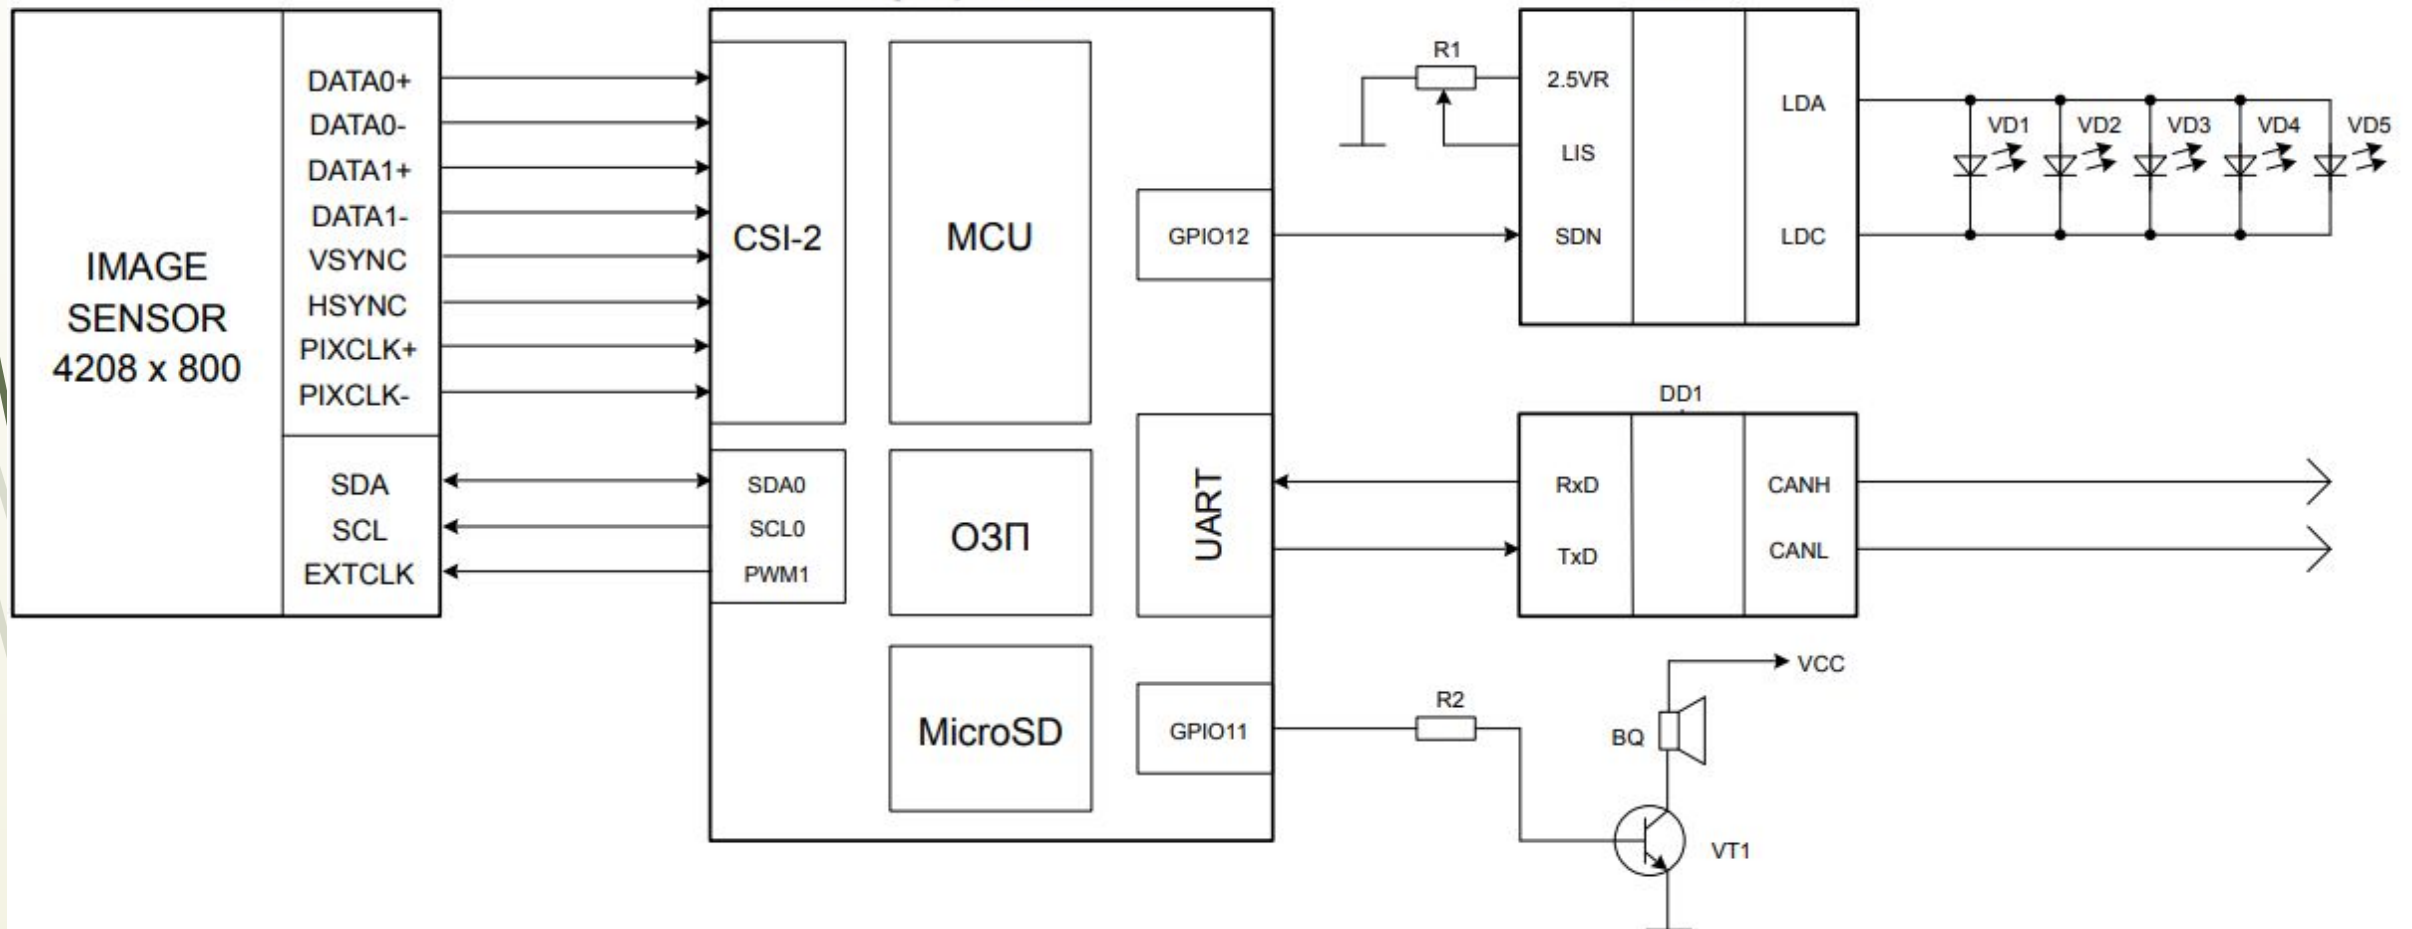 IMAGE
SENSOR
4208 x 800
DATA0+
DATA0-
DATA1+
DATA1-
VSYNC
HSYNC
PIXCLK+
PIXCLK-
SDA
SCL
EXTCLK
CSI-2
SDA0
SCL0
PWM1
MCU
ОЗП
MicroSD
GPIO12
UART
GPIO11
R1
2.5VR
LIS
SDN
LDA
LDC
VD1
VD2
VD3
VD4
VD5
DD1
RxD
TxD
CANH
CANL
R2
VCC
BQ
VT1